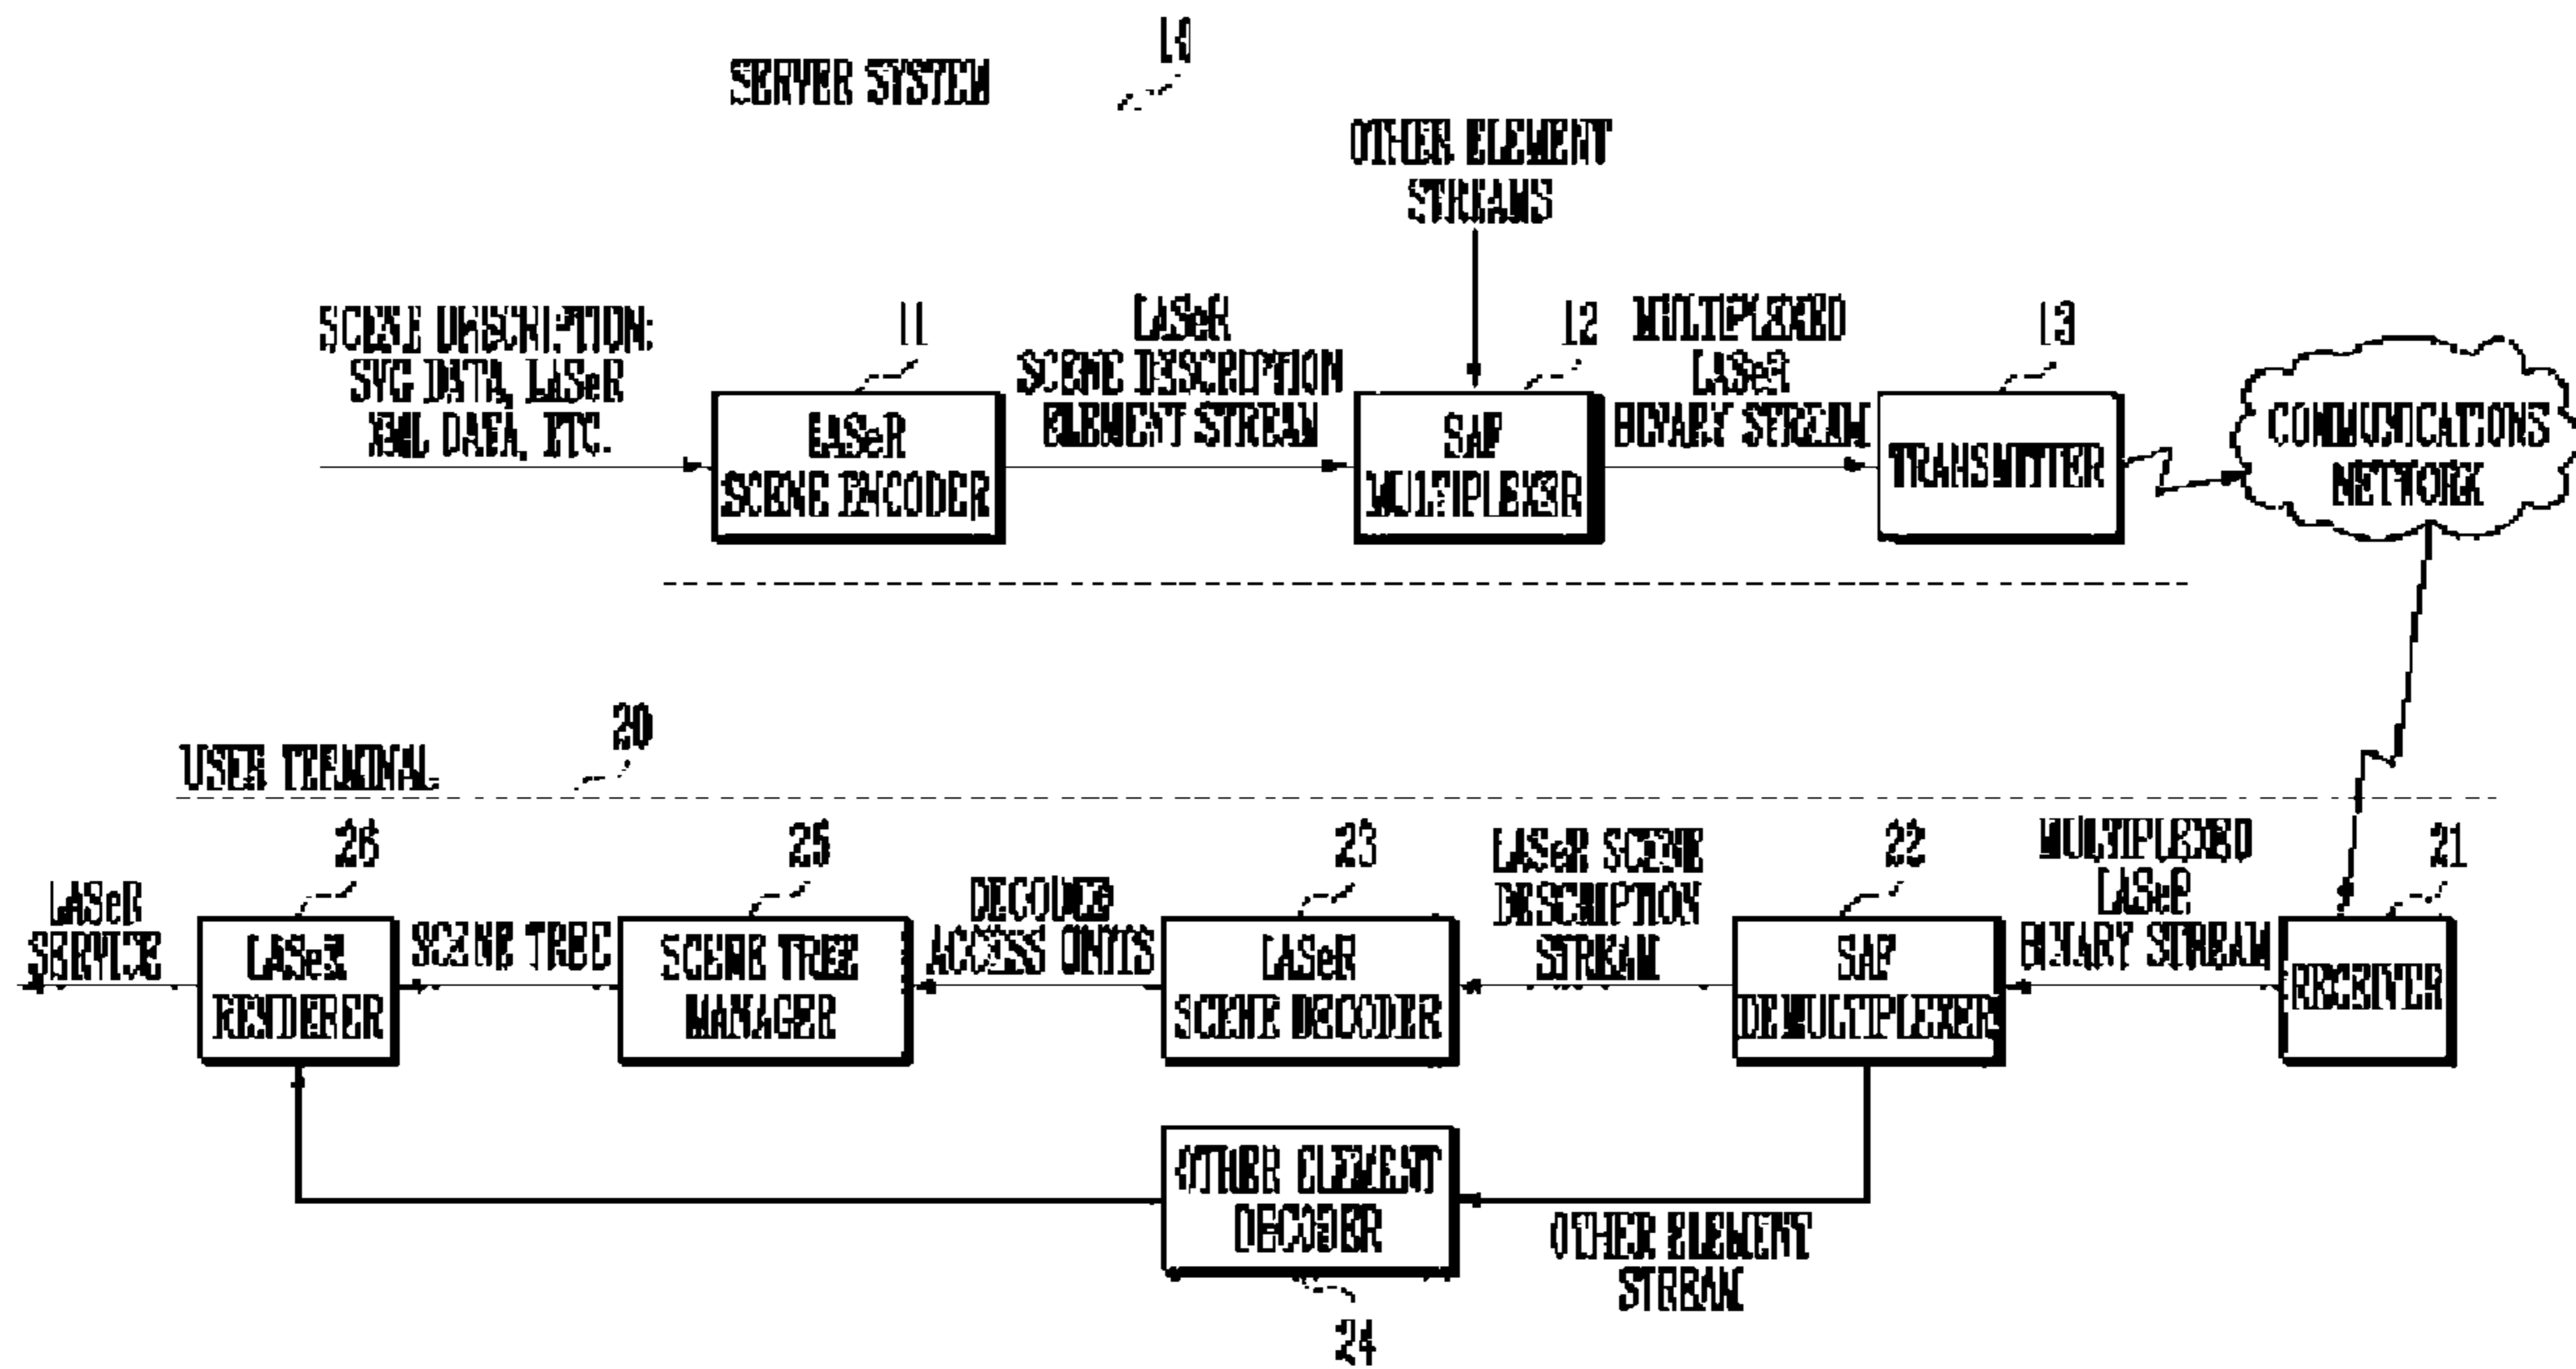 10
SERVER SYSTEM
OTHER ELEMENT
STREAMS
SCENE DESCRIPTION:
SVG DATA, LASeR
XML DATA, ETC.
11
LASeR
SCENE ENCODER
LASeR
SCENE DESCRIPTION
ELEMENT STREAM
12
SAF
MULTIPLEXER
MULTIPLEXED
LASeR
BINARY STREAM
13
TRANSMITTER
COMMUNICATIONS
NETWORK
USER TERMINAL
20
LASeR
SERVICE
26
LASeR
RENDERER
SCENE TREE
25
SCENE TREE
MANAGER
DECODED
ACCESS UNITS
23
LASeR
SCENE DECODER
LASeR SCENE
DESCRIPTION
STREAM
22
SAF
DEMULTIPLEXER
MULTIPLEXED
LASeR
BINARY STREAM
21
RECEIVER
OTHER ELEMENT
DECODER
24
OTHER ELEMENT
STREAM